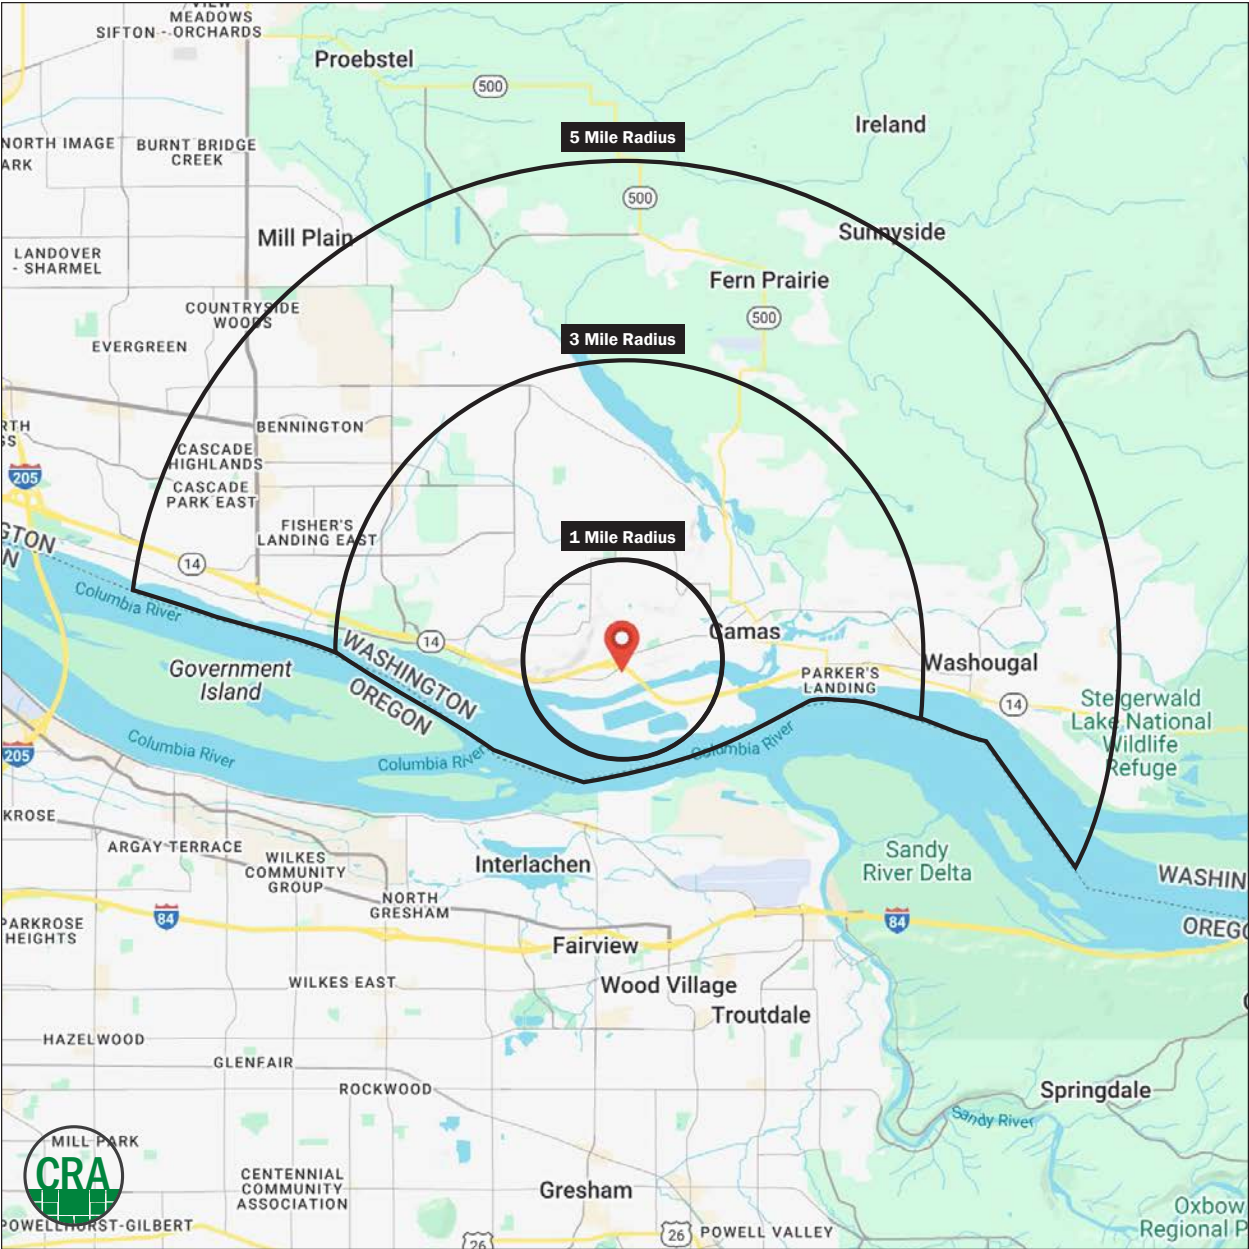 VIEW
MEADOWS
SIFTON - ORCHARDS
Proebstel
500
Ireland
5 Mile Radius
NORTH IMAGE
ARK
BURNT BRIDGE
CREEK
500
Mill Plain
Sunnyside
LANDOVER
- SHARMEL
Fern Prairie
COUNTRYSIDE
WOODS
500
3 Mile Radius
EVERGREEN
RTH
GS
BENNINGTON
CASCADE
HIGHLANDS
205
CASCADE
PARK EAST
FISHER'S
LANDING EAST
1 Mile Radius
GTON
N
14
Columbia River
14
Camas
WASHINGTON
OREGON
Government
Island
Washougal
PARKER'S
LANDING
14
Steigerwald
Lake National
Wildlife
Refuge
205
Columbia River
Columbia River
Columbia River
KROSE
ARGAY TERRACE
WILKES
COMMUNITY
GROUP
Interlachen
Sandy
River Delta
WASHIN
NORTH
GRESHAM
84
84
PARKROSE
HEIGHTS
OREGO
Fairview
WILKES EAST
Wood Village
Troutdale
HAZELWOOD
GLENFAIR
ROCKWOOD
Springdale
Sandy River
MILL PARK
CRA
CENTENNIAL
COMMUNITY
ASSOCIATION
Gresham
Oxbow
Regional P
POWELLHURST-GILBERT
26
26
POWELL VALLEY